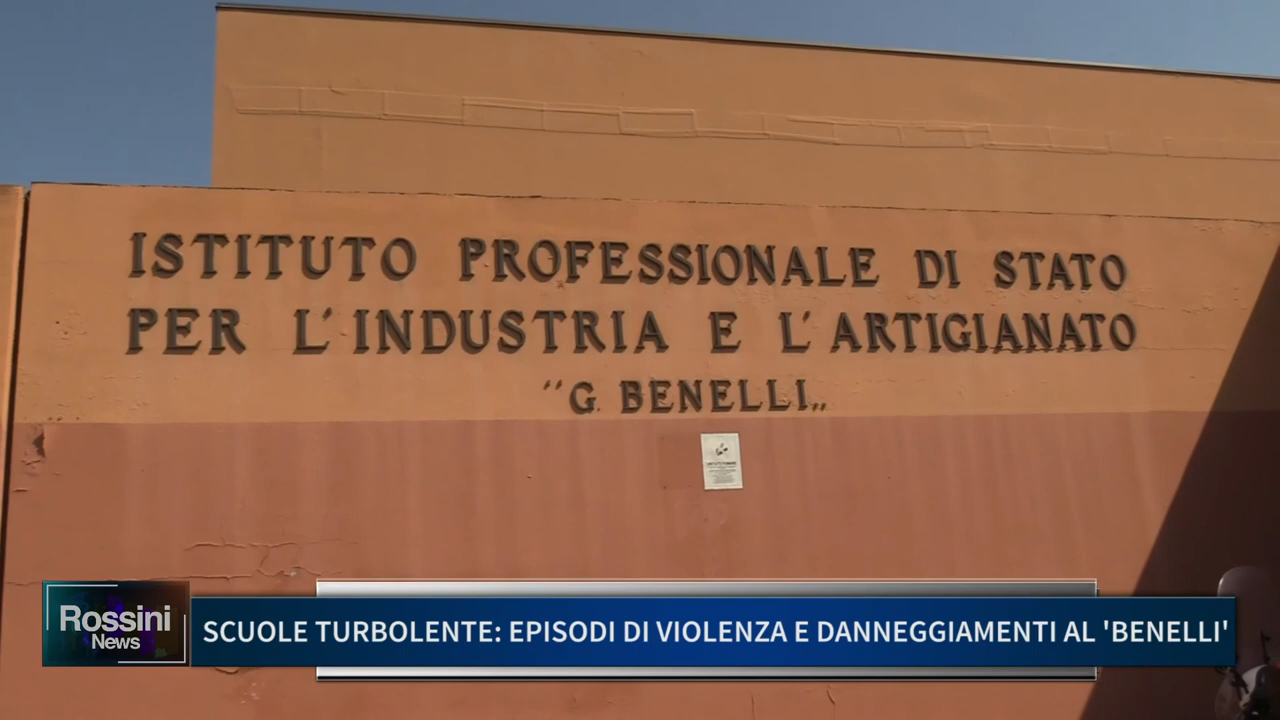 ISTITUTO PROFESSIONALE DI STATO
PER L'INDUSTRIA E L'ARTIGIANATO
"G. BENELLI„
Rossini
News
SCUOLE TURBOLENTE: EPISODI DI VIOLENZA E DANNEGGIAMENTI AL 'BENELLI'